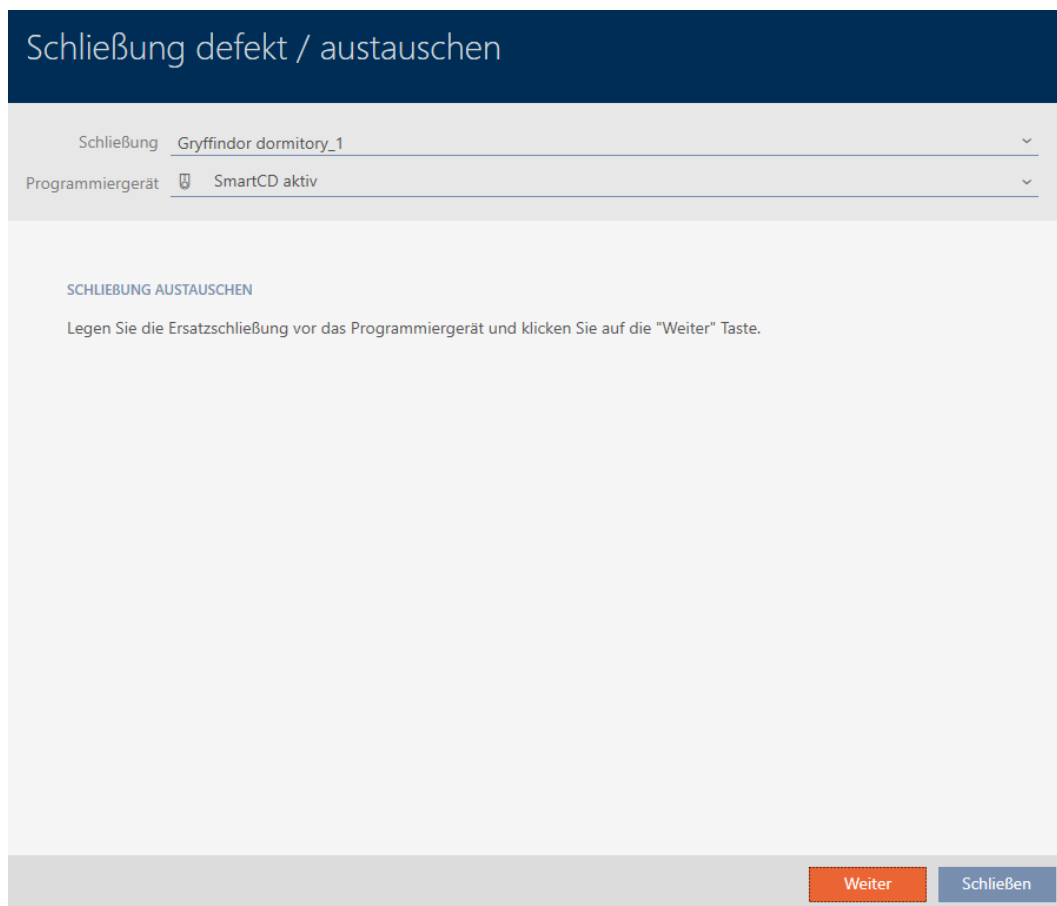 Schließung defekt / austauschen
Schließung Gryffindor dormitory_1
Programmiergerät SmartCD aktiv
SCHLIEßUNG AUSTAUSCHEN
Legen Sie die Ersatzschließung vor das Programmiergerät und klicken Sie auf die "Weiter" Taste.
Weiter Schließen